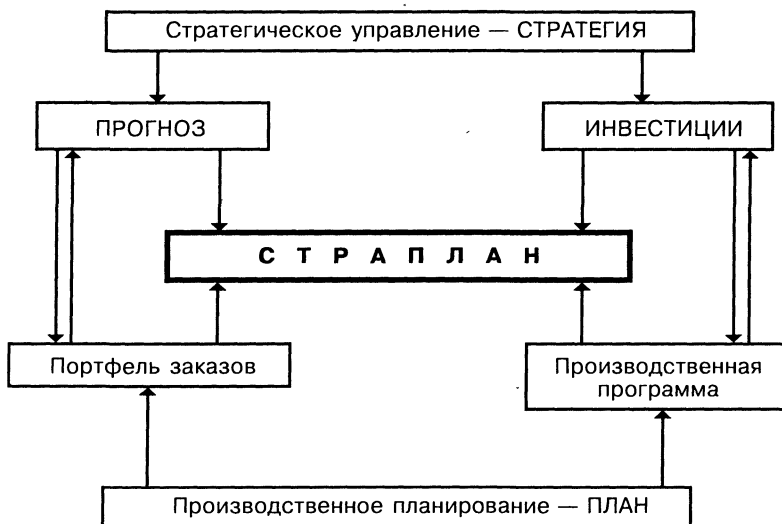 Стратегическое управление — СТРАТЕГИЯ
ПРОГНОЗ
ИНВЕСТИЦИИ
С Т Р А П Л А Н
Портфель заказов
Производственная
программа
Производственное планирование — ПЛАН